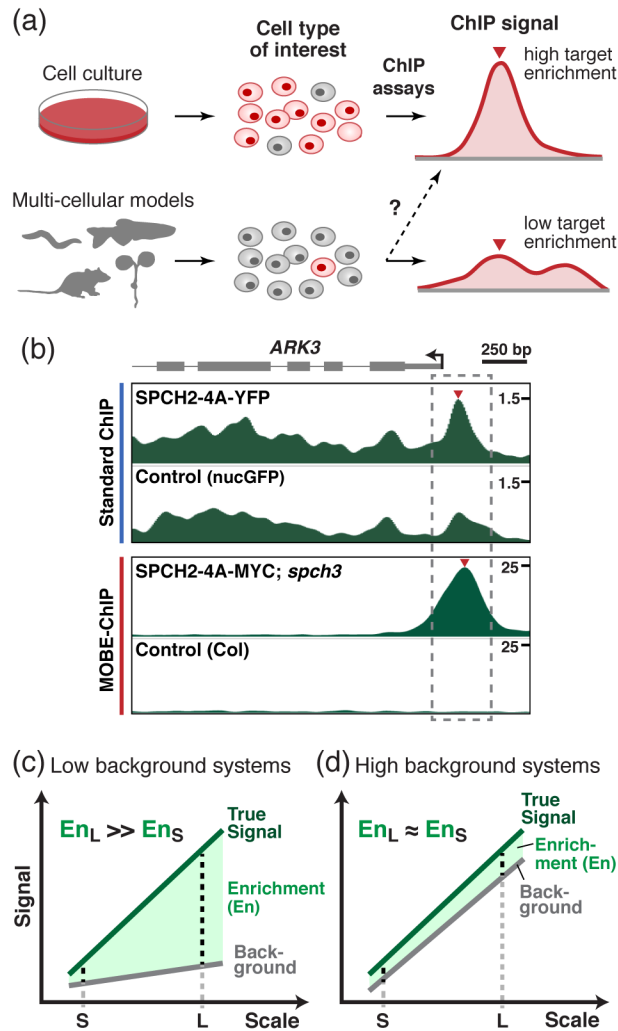 (a)
Cell type
of interest
ChIP signal
Cell culture
ChIP
assays
high target
enrichment
Multi-cellular models
?
low target
enrichment
(b)
ARK3
250 bp
Standard ChIP
SPCH2-4A-YFP
1.5
Control (nucGFP)
1.5
MOBE-ChIP
SPCH2-4A-MYC; spch3
25
Control (Col)
25
(c) Low background systems
EnL >> EnS
True
Signal
Enrichment
(En)
Back-
ground
Signal
S
L
Scale
(d) High background systems
EnL ≈ EnS
True
Signal
Enrich-
ment (En)
Back-
ground
S
L
Scale